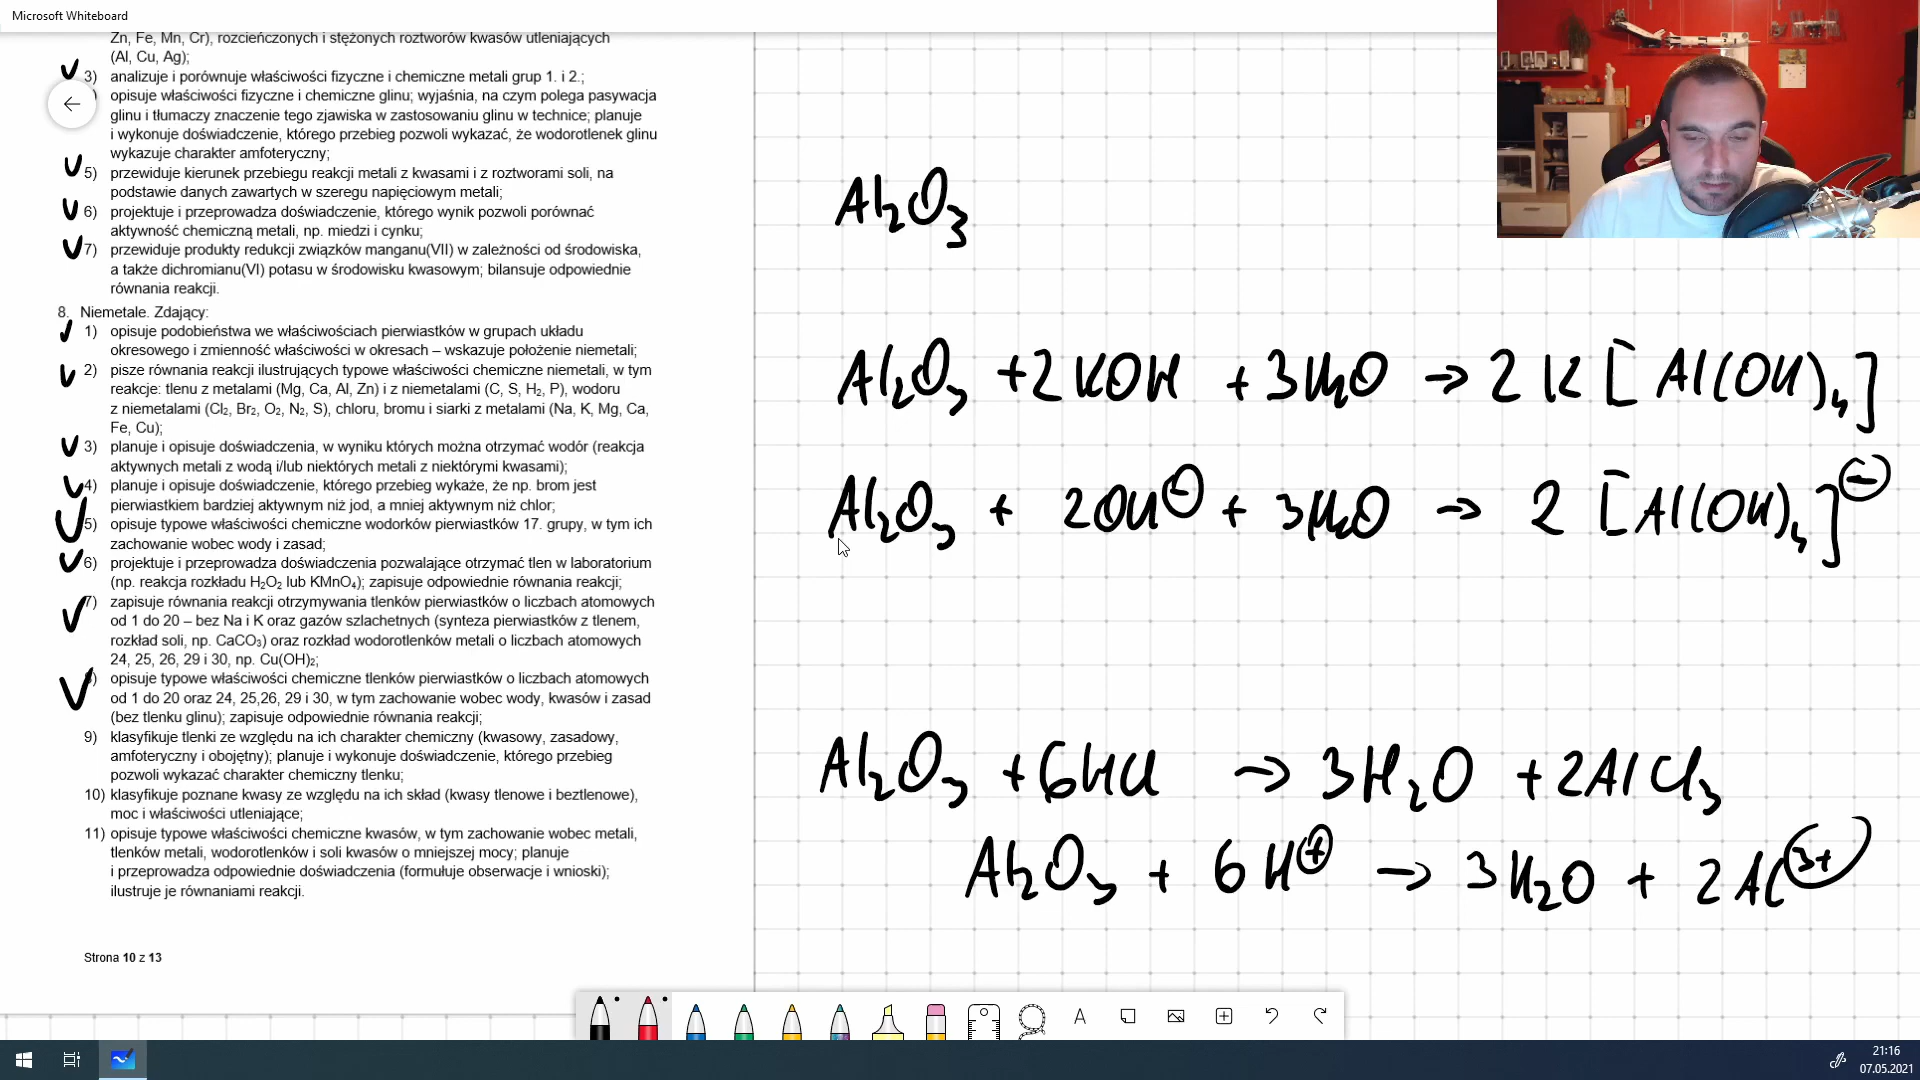 Microsoft Whiteboard
Zn, Fe, Mn, Cr), rozcieńczonych i stężonych roztworów kwasów utleniających
(Al, Cu, Ag);
3) analizuje i porównuje właściwości fizyczne i chemiczne metali grup 1. i 2.;
opisuje właściwości fizyczne i chemiczne glinu; wyjaśnia, na czym polega pasywacja
glinu i tłumaczy znaczenie tego zjawiska w zastosowaniu glinu w technice; planuje
i wykonuje doświadczenie, którego przebieg pozwoli wykazać, że wodorotlenek glinu
wykazuje charakter amfoteryczny;
5) przewiduje kierunek przebiegu reakcji metali z kwasami i z roztworami soli, na
podstawie danych zawartych w szeregu napięciowym metali;
6) projektuje i przeprowadza doświadczenie, którego wynik pozwoli porównać
aktywność chemiczną metali, np. miedzi i cynku;
7) przewiduje produkty redukcji związków manganu(VII) w zależności od środowiska,
a także dichromianu(VI) potasu w środowisku kwasowym; bilansuje odpowiednie
równania reakcji.
8. Niemetale. Zdający:
1) opisuje podobieństwa we właściwościach pierwiastków w grupach układu
okresowego i zmienność właściwości w okresach – wskazuje położenie niemetali;
2) pisze równania reakcji ilustrujących typowe właściwości chemiczne niemetali, w tym
reakcje: tlenu z metalami (Mg, Ca, Al, Zn) i z niemetalami (C, S, H₂, P), wodoru
z niemetalami (Cl₂, Br₂, O₂, N₂, S), chloru, bromu i siarki z metalami (Na, K, Mg, Ca,
Fe, Cu);
3) planuje i opisuje doświadczenia, w wyniku których można otrzymać wodór (reakcja
aktywnych metali z wodą i/lub niektórych metali z niektórymi kwasami);
4) planuje i opisuje doświadczenie, którego przebieg wykaże, że np. brom jest
pierwiastkiem bardziej aktywnym niż jod, a mniej aktywnym niż chlor;
5) opisuje typowe właściwości chemiczne wodorków pierwiastków 17. grupy, w tym ich
zachowanie wobec wody i zasad;
6) projektuje i przeprowadza doświadczenia pozwalające otrzymać tlen w laboratorium
(np. reakcja rozkładu H₂O₂ lub KMnO₄); zapisuje odpowiednie równania reakcji;
7) zapisuje równania reakcji otrzymywania tlenków pierwiastków o liczbach atomowych
od 1 do 20 – bez Na i K oraz gazów szlachetnych (synteza pierwiastków z tlenem,
rozkład soli, np. CaCO₃) oraz rozkład wodorotlenków metali o liczbach atomowych
24, 25, 26, 29 i 30, np. Cu(OH)₂;
8) opisuje typowe właściwości chemiczne tlenków pierwiastków o liczbach atomowych
od 1 do 20 oraz 24, 25,26, 29 i 30, w tym zachowanie wobec wody, kwasów i zasad
(bez tlenku glinu); zapisuje odpowiednie równania reakcji;
9) klasyfikuje tlenki ze względu na ich charakter chemiczny (kwasowy, zasadowy,
amfoteryczny i obojętny); planuje i wykonuje doświadczenie, którego przebieg
pozwoli wykazać charakter chemiczny tlenku;
10) klasyfikuje poznane kwasy ze względu na ich skład (kwasy tlenowe i beztlenowe),
moc i właściwości utleniające;
11) opisuje typowe właściwości chemiczne kwasów, w tym zachowanie wobec metali,
tlenków metali, wodorotlenków i soli kwasów o mniejszej mocy; planuje
i przeprowadza odpowiednie doświadczenia (formułuje obserwacje i wnioski);
ilustruje je równaniami reakcji.
Strona 10 z 13
Al₂O₃
Al₂O₃ + 2KOH + 3H₂O → 2K[Al(OH)₄]
Al₂O₃ + 2OH⁻ + 3H₂O → 2[Al(OH)₄]⁻
Al₂O₃ + 6HCl → 3H₂O + 2AlCl₃
Al₂O₃ + 6H⁺ → 3H₂O + 2Al³⁺
A
21:16
07.05.2021